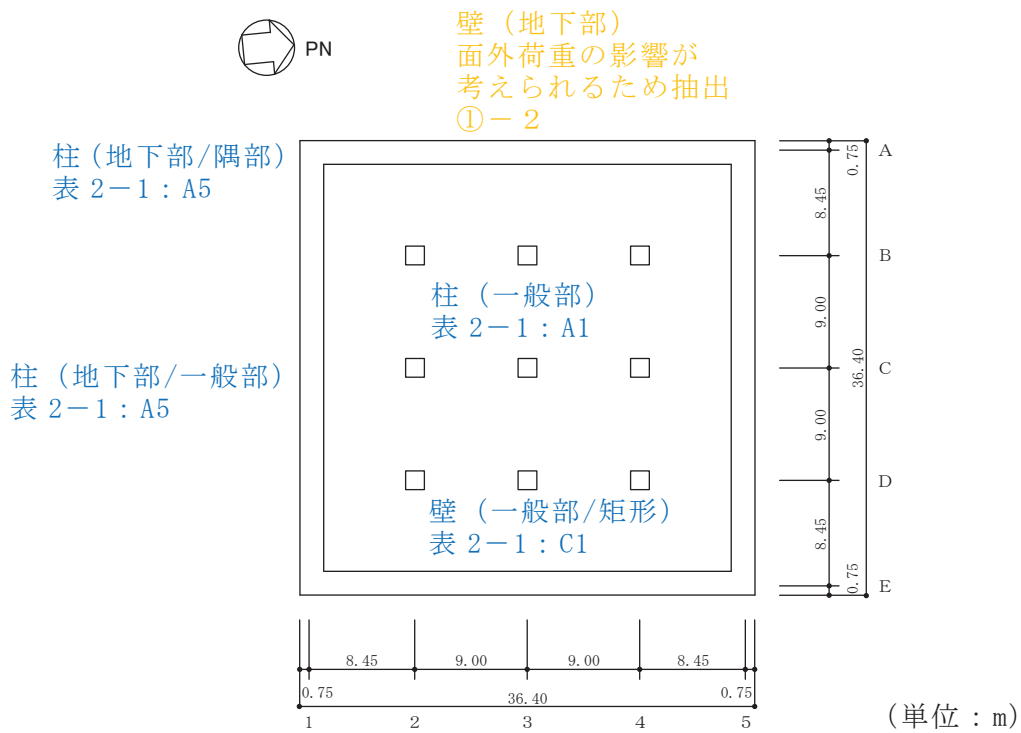 PN
壁（地下部）
面外荷重の影響が
考えられるため抽出
①－２
柱（地下部/隅部）
表 2－1：A5
柱（一般部）
表 2－1：A1
柱（地下部/一般部）
表 2－1：A5
壁（一般部/矩形）
表 2－1：C1
0.75
A
8.45
B
9.00
36.40
C
9.00
D
8.45
0.75
E
8.45 9.00 9.00 8.45
0.75 36.40 0.75
1 2 3 4 5
（単位：m）